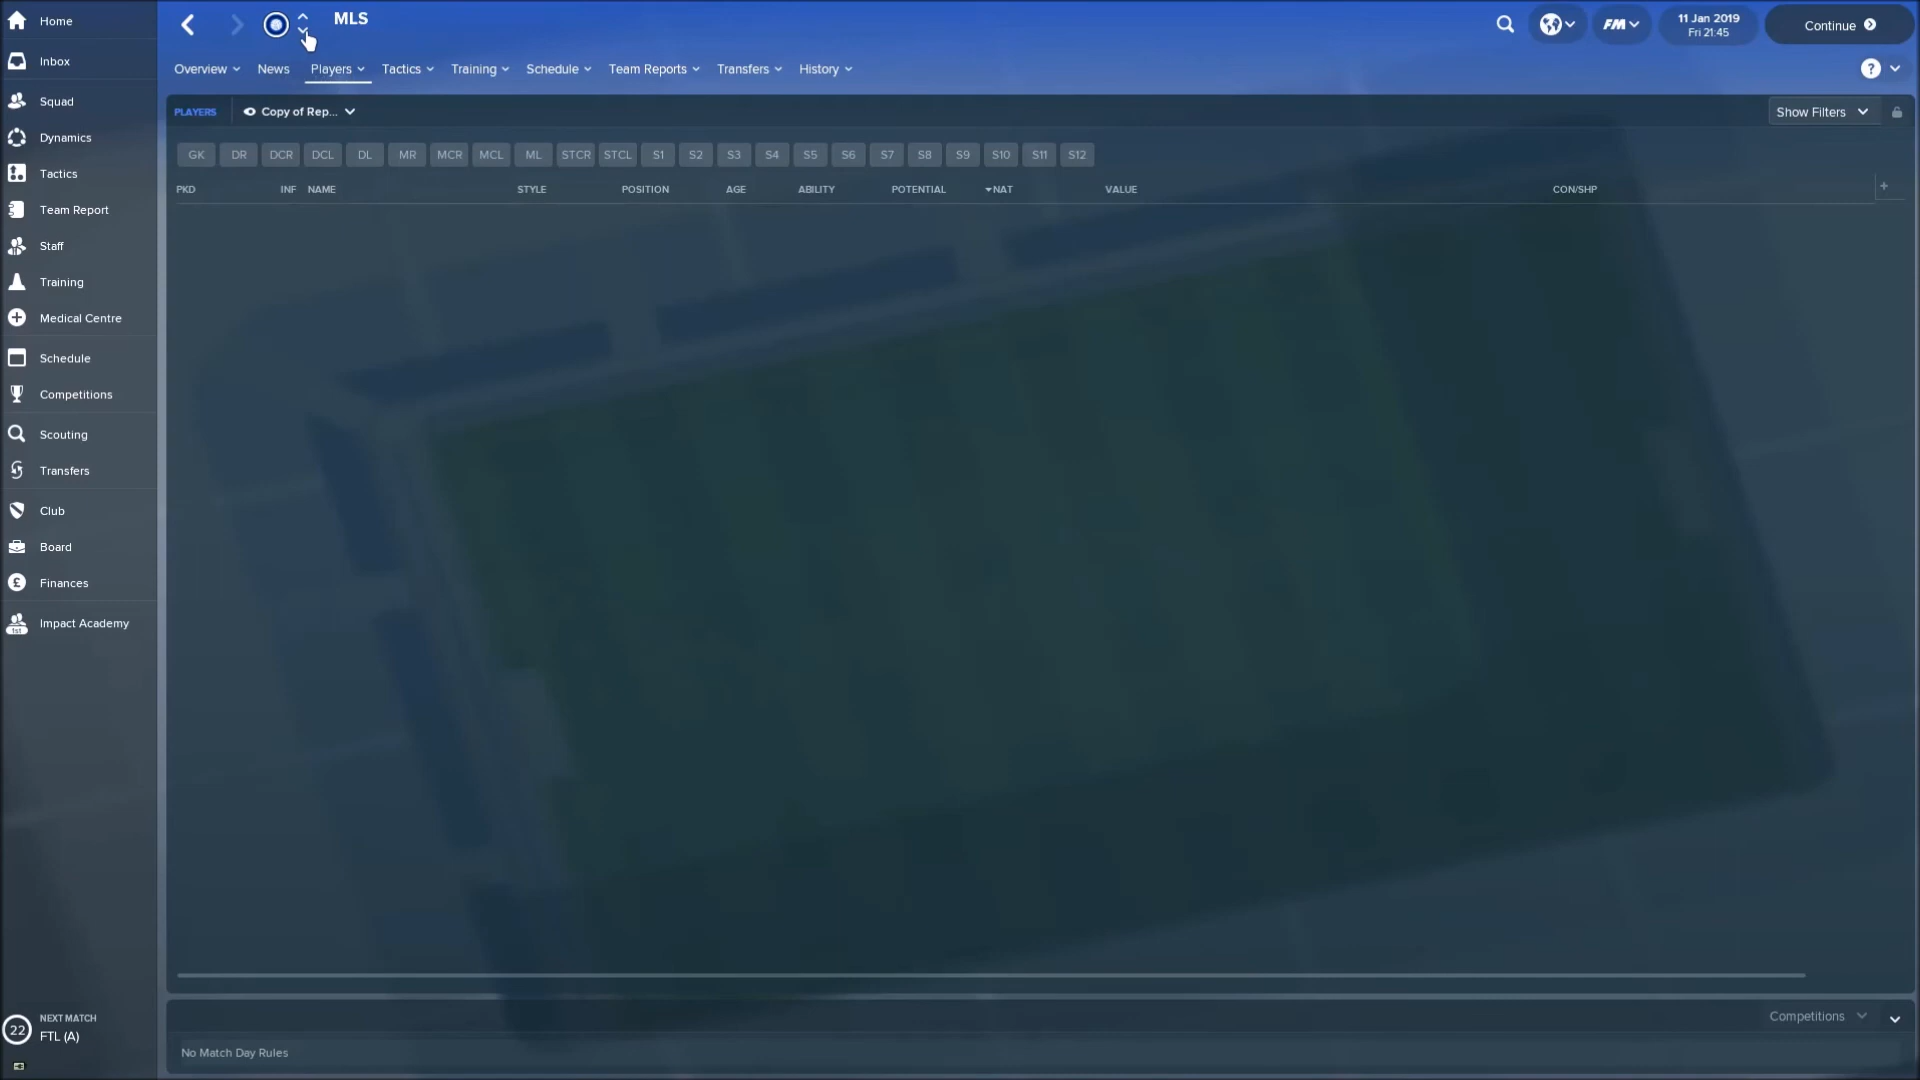 Home
Inbox
Squad
Dynamics
Tactics
Team Report
Staff
Training
Medical Centre
Schedule
Competitions
Scouting
Transfers
Club
Board
£ Finances
1st Impact Academy
22 NEXT MATCH
FTL (A)
MLS
FM
11 Jan 2019
Fri 21:45
Continue
Overview News Players Tactics Training Schedule Team Reports Transfers History
?
PLAYERS Copy of Rep... Show Filters
GK DR DCR DCL DL MR MCR MCL ML STCR STCL S1 S2 S3 S4 S5 S6 S7 S8 S9 S10 S11 S12
PKD INF NAME STYLE POSITION AGE ABILITY POTENTIAL NAT VALUE CON/SHP +
Competitions
No Match Day Rules